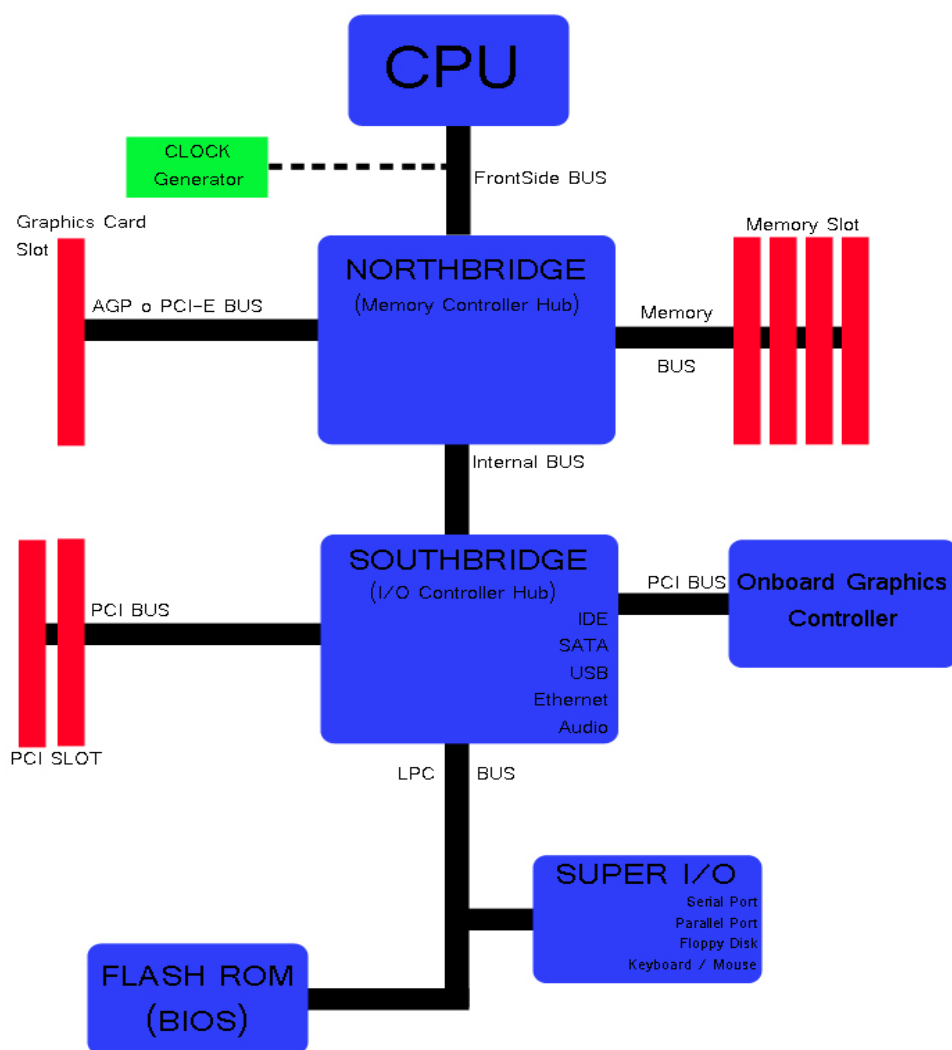 CPU
CLOCK
Generator
FrontSide BUS
Graphics Card
Slot
Memory Slot
NORTHBRIDGE
(Memory Controller Hub)
AGP o PCI-E BUS
Memory
BUS
Internal BUS
SOUTHBRIDGE
(I/O Controller Hub)
IDE
SATA
USB
Ethernet
Audio
PCI BUS
PCI BUS
Onboard Graphics
Controller
PCI SLOT
LPC BUS
SUPER I/O
Serial Port
Parallel Port
Floppy Disk
Keyboard / Mouse
FLASH ROM
(BIOS)